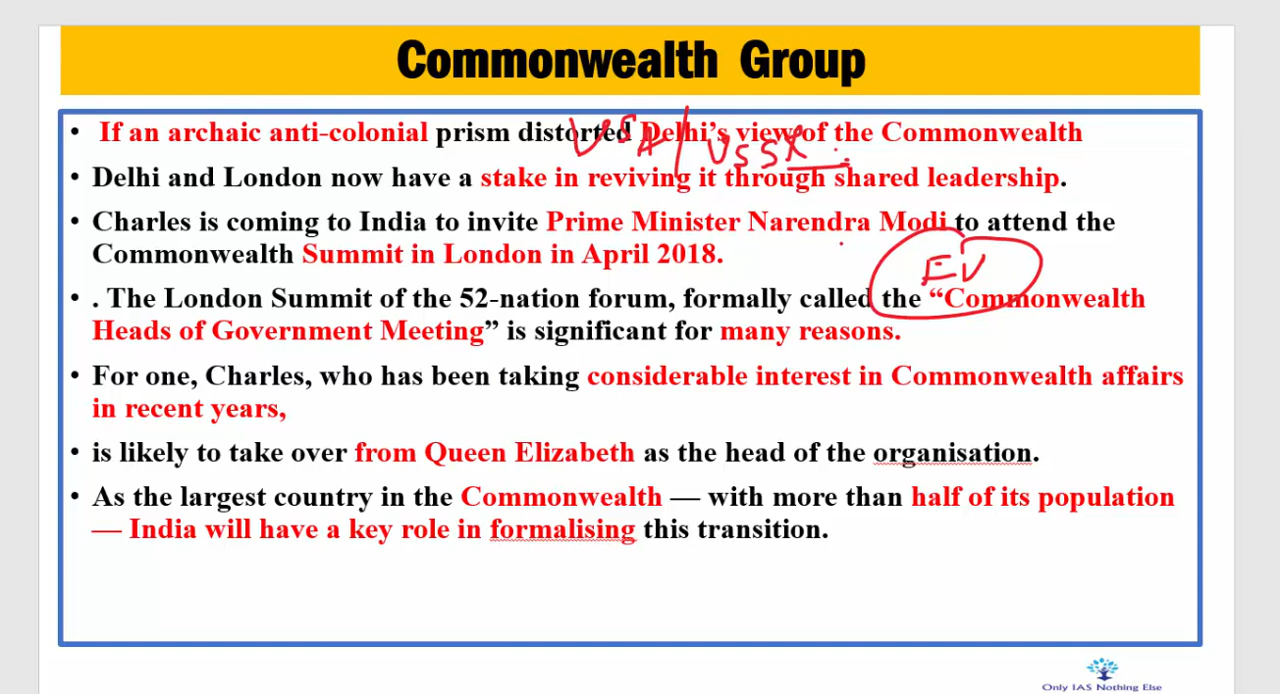 Commonwealth Group
• If an archaic anti-colonial prism distorted Delhi's view of the Commonwealth
USA / USSR
• Delhi and London now have a stake in reviving it through shared leadership.
• Charles is coming to India to invite Prime Minister Narendra Modi to attend the
Commonwealth Summit in London in April 2018.
EU
• . The London Summit of the 52-nation forum, formally called the “Commonwealth
Heads of Government Meeting” is significant for many reasons.
• For one, Charles, who has been taking considerable interest in Commonwealth affairs
in recent years,
• is likely to take over from Queen Elizabeth as the head of the organisation.
• As the largest country in the Commonwealth — with more than half of its population
— India will have a key role in formalising this transition.
Only IAS Nothing Else